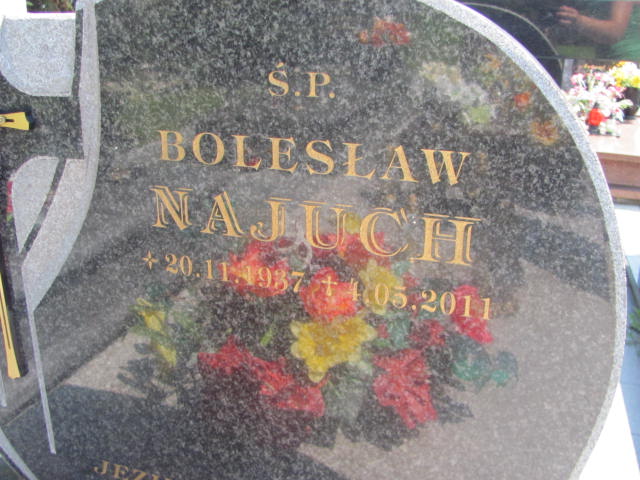 Ś.P.
BOLESŁAW
NAJUCH
* 20.11.1937 † 4.05.2011